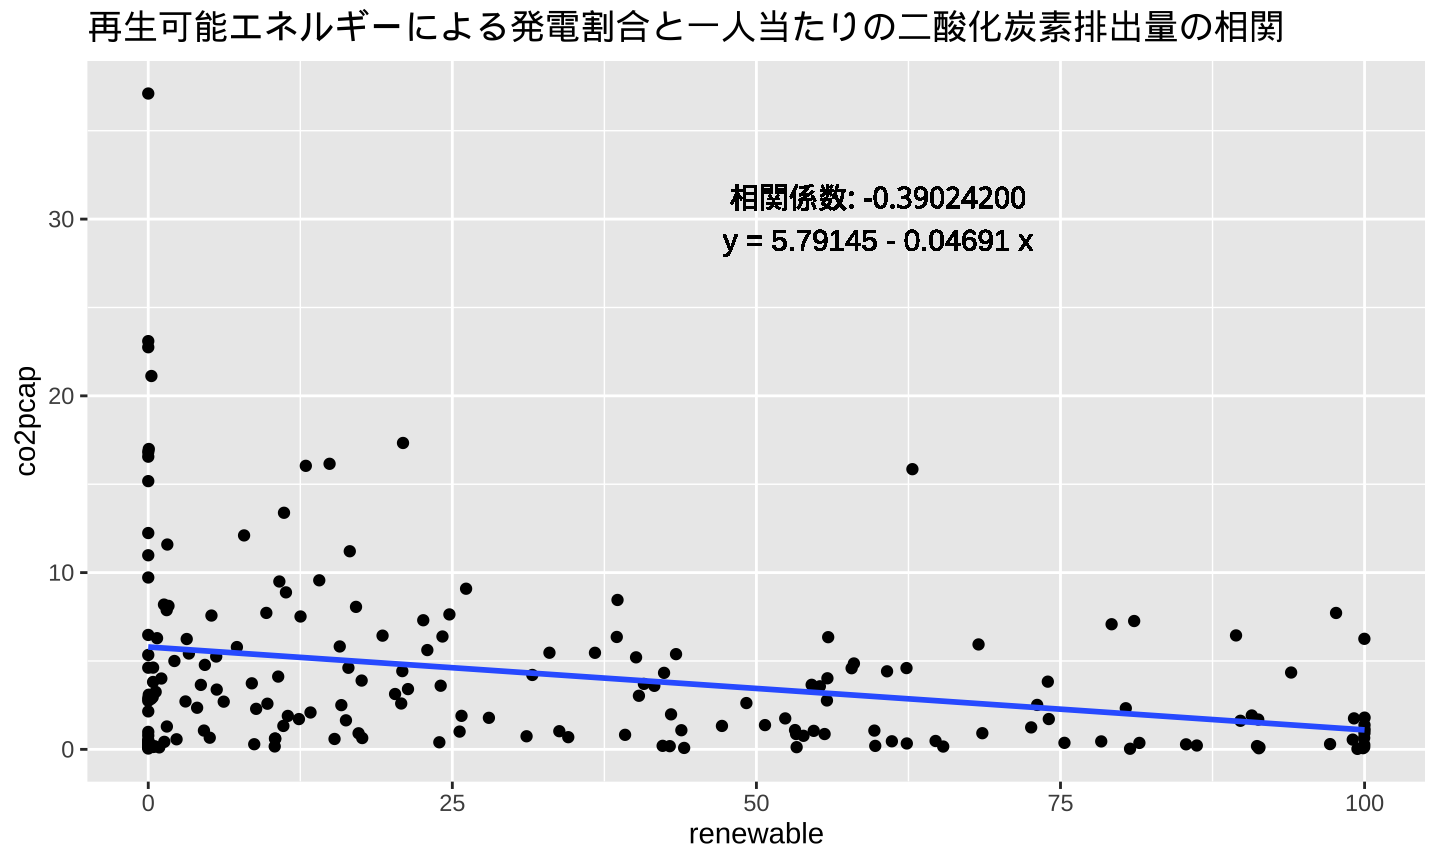 再生可能エネルギーによる発電割合と一人当たりの二酸化炭素排出量の相関
相関係数: -0.39024200
y = 5.79145 - 0.04691 x
co2pcap
30
20
10
0
0 25 50 75 100
renewable